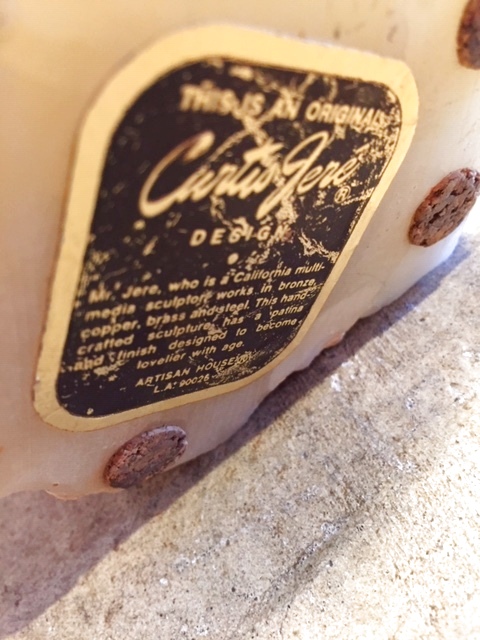 THIS IS AN ORIGINAL
Curtis Jere ®
DESIGN
Mr. Jere, who is a California multi-
media sculptor works in bronze,
copper, brass and steel. This hand-
crafted sculpture has a patina
and finish designed to become
lovelier with age.
ARTISAN HOUSE
L.A. 90026